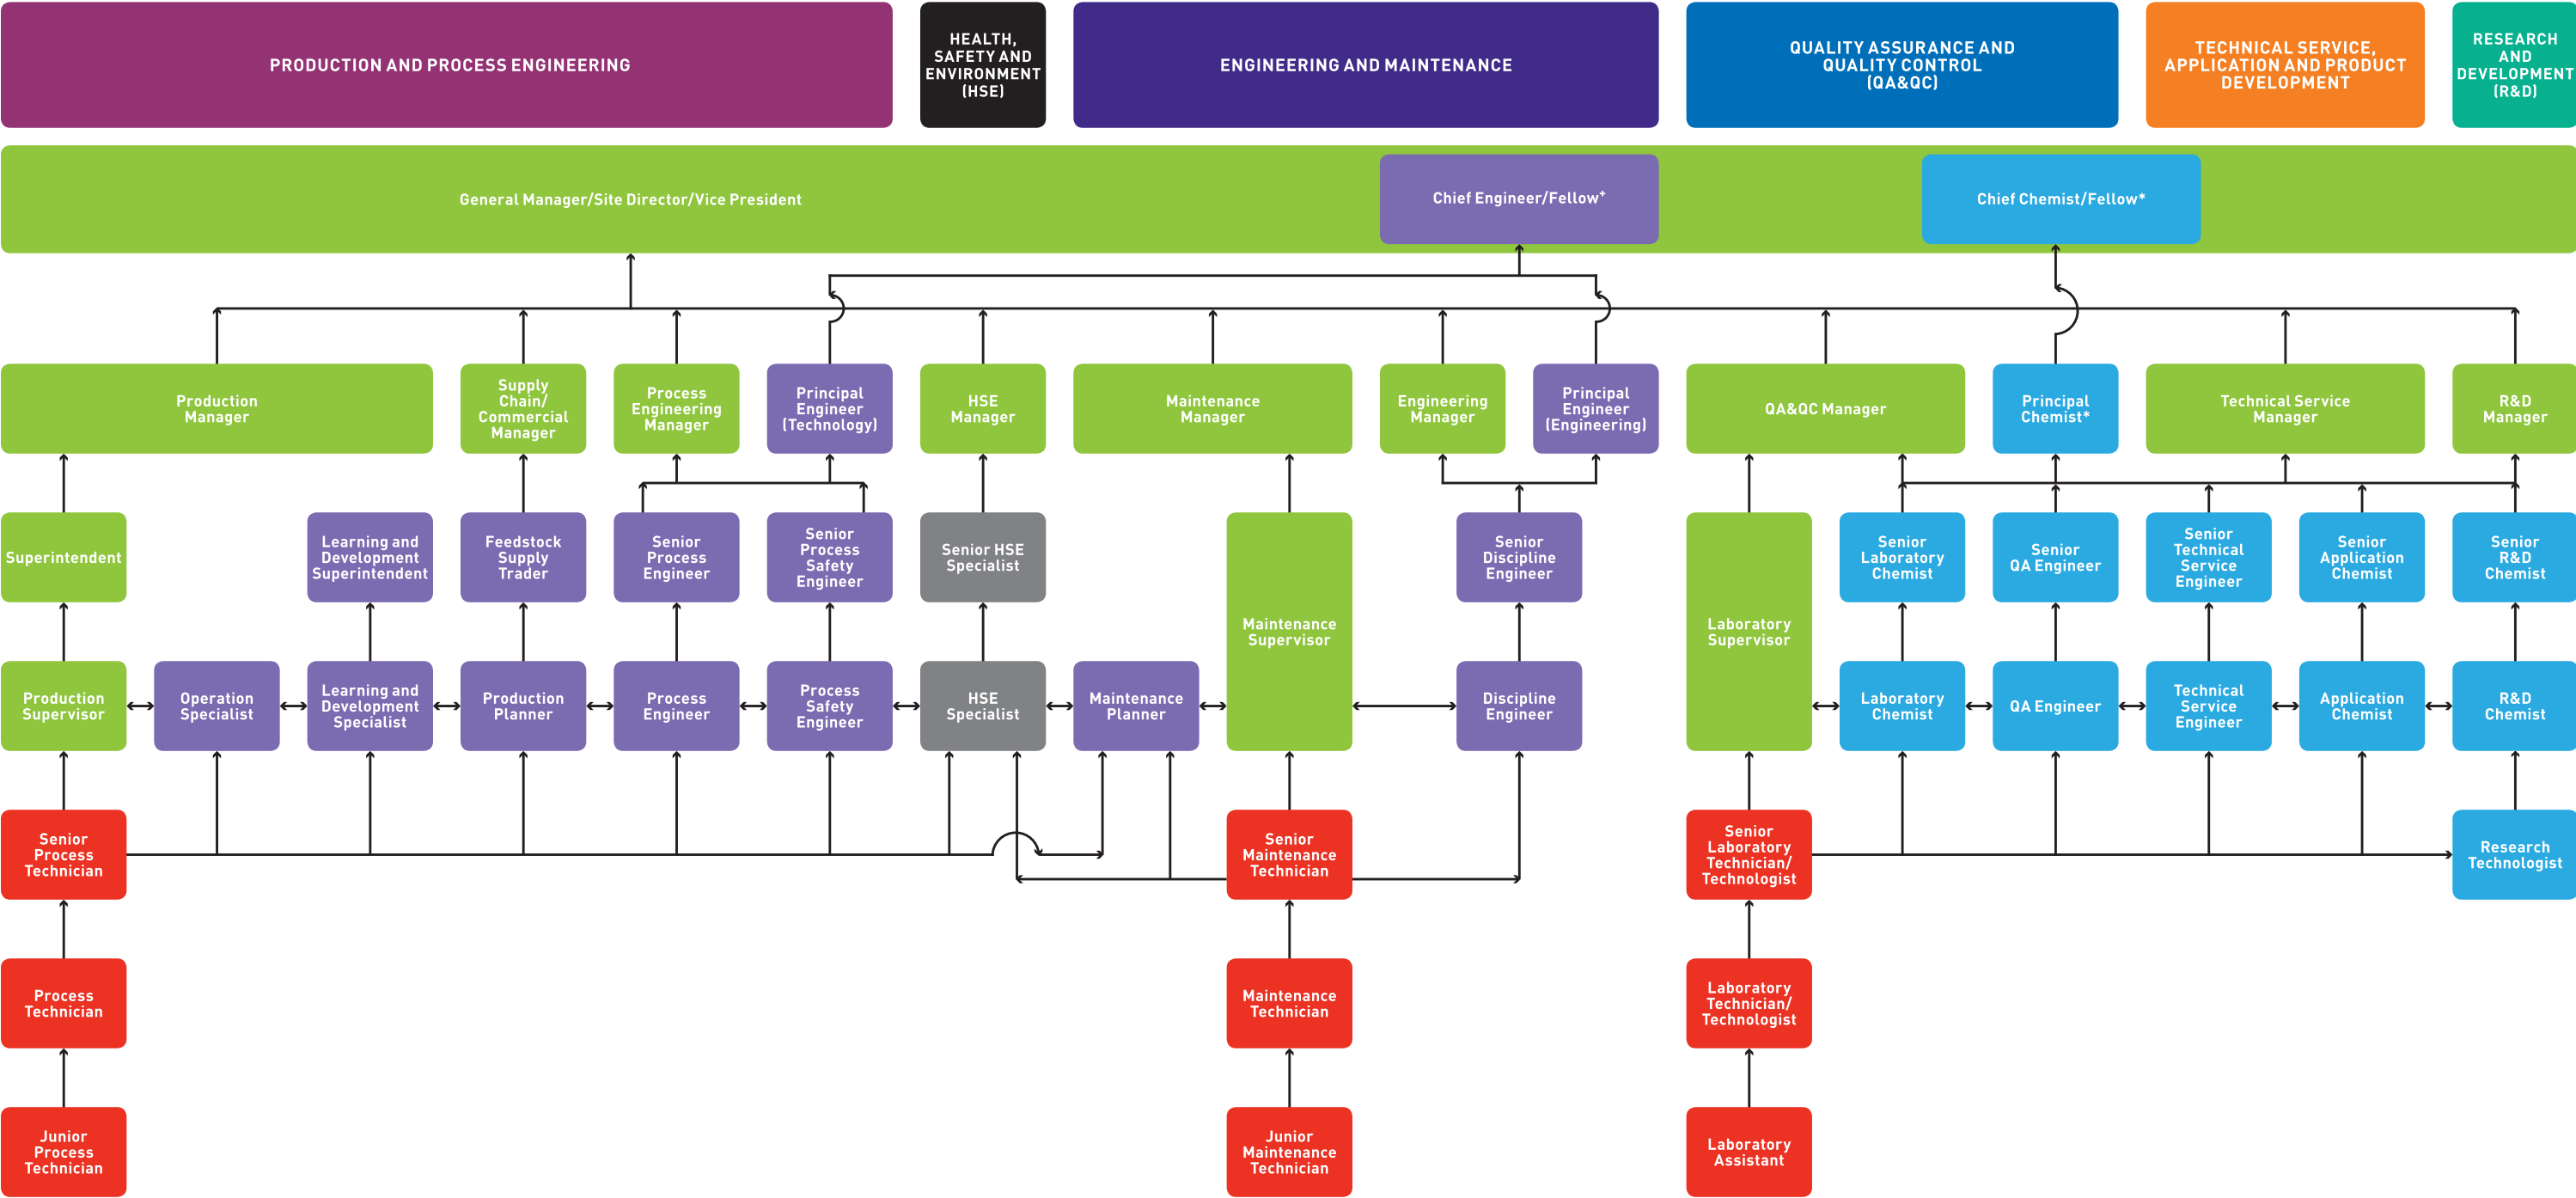 PRODUCTION AND PROCESS ENGINEERING
HEALTH,
SAFETY AND
ENVIRONMENT
(HSE)
ENGINEERING AND MAINTENANCE
QUALITY ASSURANCE AND
QUALITY CONTROL
(QA&QC)
TECHNICAL SERVICE,
APPLICATION AND PRODUCT
DEVELOPMENT
RESEARCH
AND
DEVELOPMENT
(R&D)
General Manager/Site Director/Vice President
Chief Engineer/Fellow+
Chief Chemist/Fellow*
Production
Manager
Supply
Chain/
Commercial
Manager
Process
Engineering
Manager
Principal
Engineer
(Technology)
HSE
Manager
Maintenance
Manager
Engineering
Manager
Principal
Engineer
(Engineering)
QA&QC Manager
Principal
Chemist*
Technical Service
Manager
R&D
Manager
Superintendent
Learning and
Development
Superintendent
Feedstock
Supply
Trader
Senior
Process
Engineer
Senior
Process
Safety
Engineer
Senior HSE
Specialist
Maintenance
Supervisor
Senior
Discipline
Engineer
Laboratory
Supervisor
Senior
Laboratory
Chemist
Senior
QA Engineer
Senior
Technical
Service
Engineer
Senior
Application
Chemist
Senior
R&D
Chemist
Production
Supervisor
Operation
Specialist
Learning and
Development
Specialist
Production
Planner
Process
Engineer
Process
Safety
Engineer
HSE
Specialist
Maintenance
Planner
Discipline
Engineer
Laboratory
Chemist
QA Engineer
Technical
Service
Engineer
Application
Chemist
R&D
Chemist
Senior
Process
Technician
Senior
Maintenance
Technician
Senior
Laboratory
Technician/
Technologist
Research
Technologist
Process
Technician
Maintenance
Technician
Laboratory
Technician/
Technologist
Junior
Process
Technician
Junior
Maintenance
Technician
Laboratory
Assistant